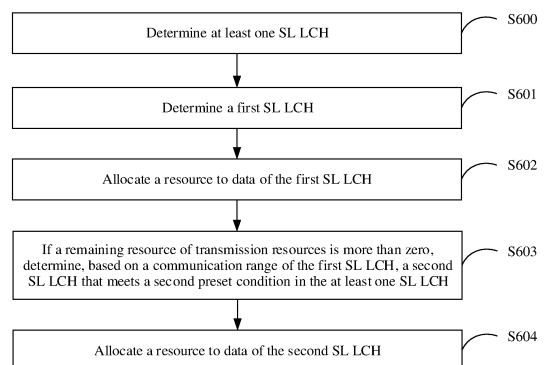 Determine at least one SL LCH
S600
Determine a first SL LCH
S601
Allocate a resource to data of the first SL LCH
S602
If a remaining resource of transmission resources is more than zero,
determine, based on a communication range of the first SL LCH, a second
SL LCH that meets a second preset condition in the at least one SL LCH
S603
Allocate a resource to data of the second SL LCH
S604